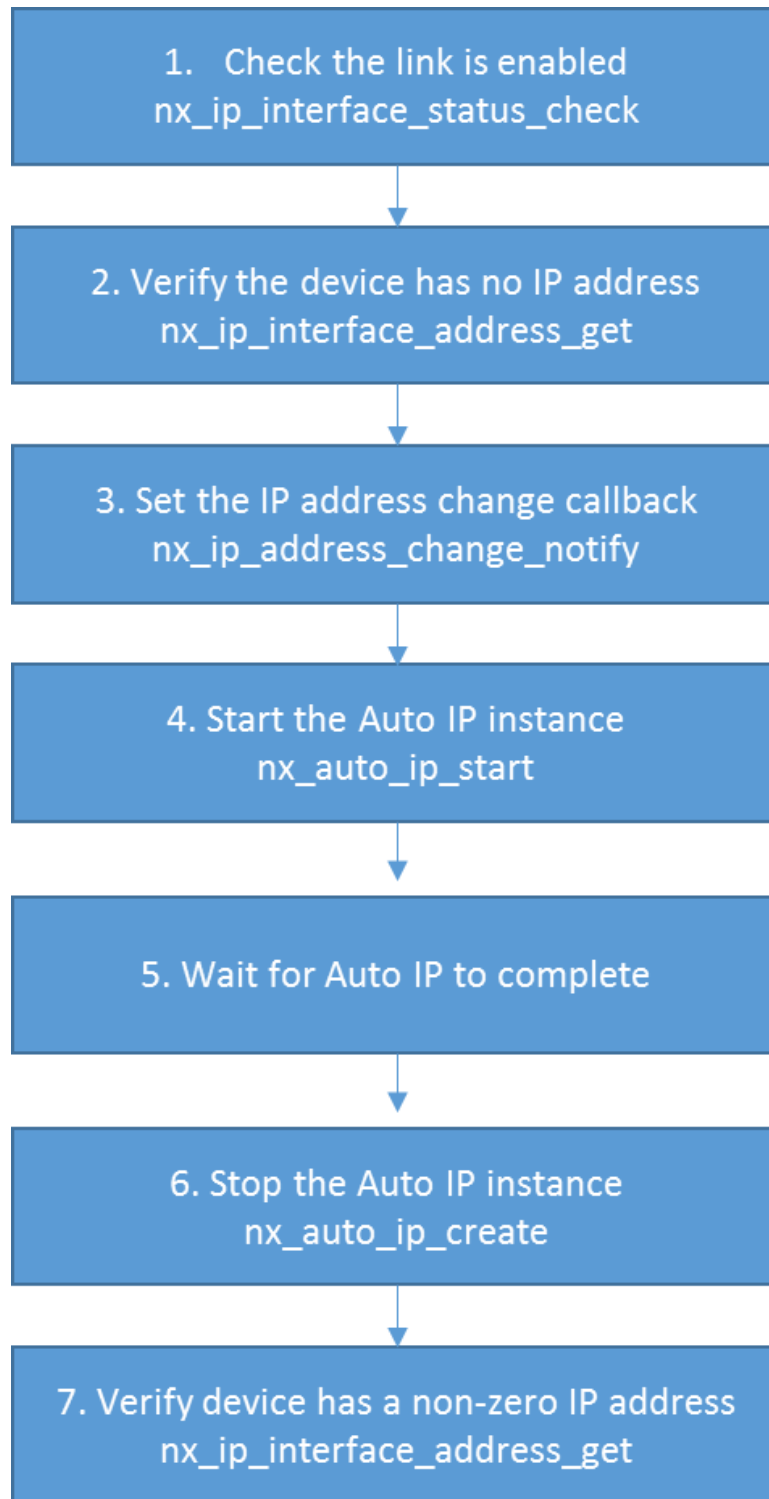 1. Check the link is enabled
nx_ip_interface_status_check
2. Verify the device has no IP address
nx_ip_interface_address_get
3. Set the IP address change callback
nx_ip_address_change_notify
4. Start the Auto IP instance
nx_auto_ip_start
5. Wait for Auto IP to complete
6. Stop the Auto IP instance
nx_auto_ip_create
7. Verify device has a non-zero IP address
nx_ip_interface_address_get